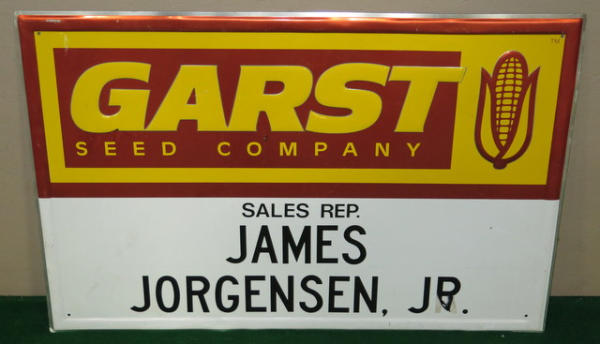 GARST
SEED COMPANY
SALES REP.
JAMES
JORGENSEN, JR.